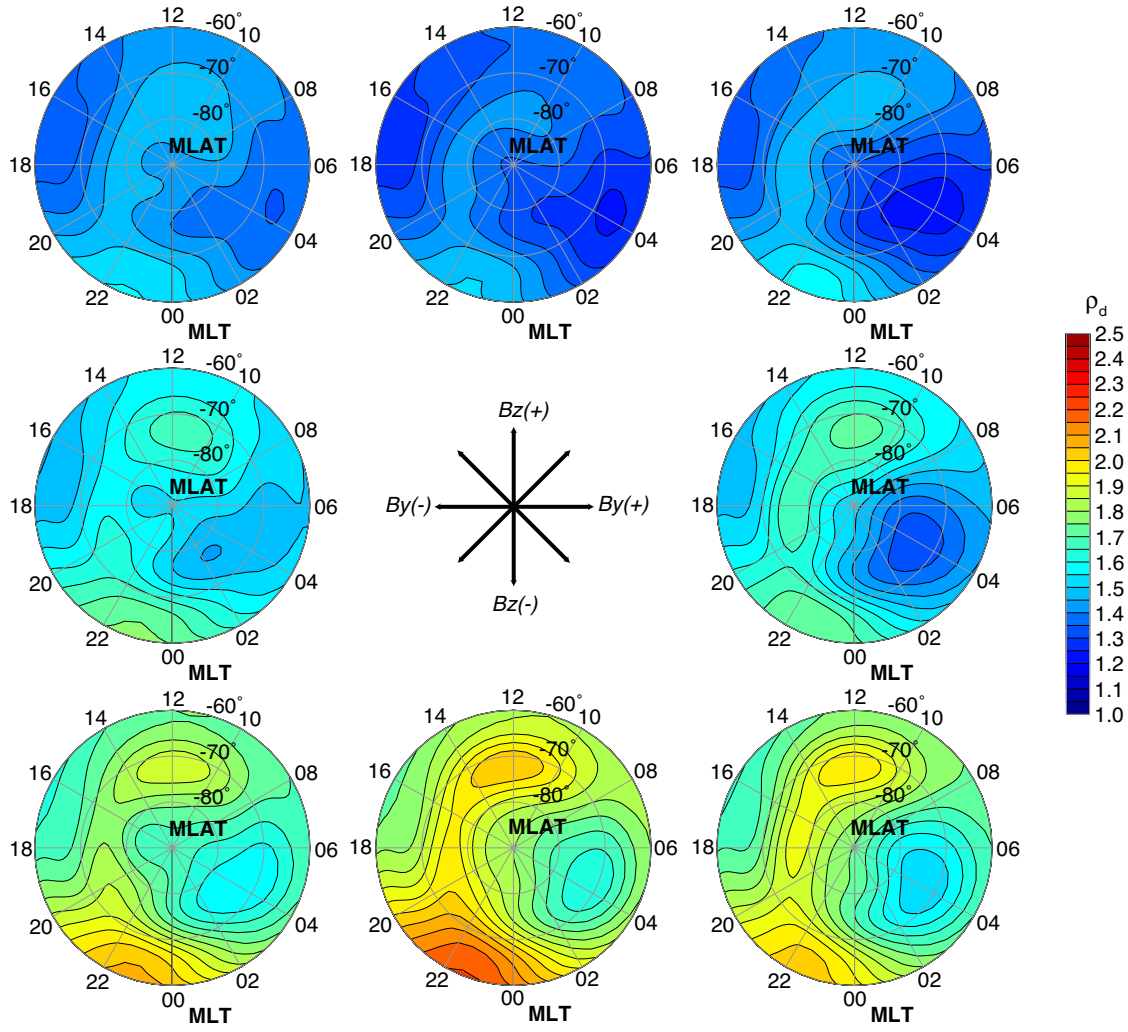 12
14 -60° 10
-70°
16 08
-80°
MLAT
18 06
20 04
22 02
00
MLT
12
14 -60° 10
-70°
16 08
-80°
MLAT
18 06
20 04
22 02
00
MLT
12
14 -60° 10
-70°
16 08
-80°
MLAT
18 06
20 04
22 02
00
MLT
12
14 -60° 10
-70°
16 08
-80°
MLAT
18 06
20 04
22 02
00
MLT
Bz(+)
By(-) By(+)
Bz(-)
12
14 -60° 10
-70°
16 08
-80°
MLAT
18 06
20 04
22 02
00
MLT
ρd
2.5
2.4
2.3
2.2
2.1
2.0
1.9
1.8
1.7
1.6
1.5
1.4
1.3
1.2
1.1
1.0
12
14 -60° 10
-70°
16 08
-80°
MLAT
18 06
20 04
22 02
00
MLT
12
14 -60° 10
-70°
16 08
-80°
MLAT
18 06
20 04
22 02
00
MLT
12
14 -60° 10
-70°
16 08
-80°
MLAT
18 06
20 04
22 02
00
MLT